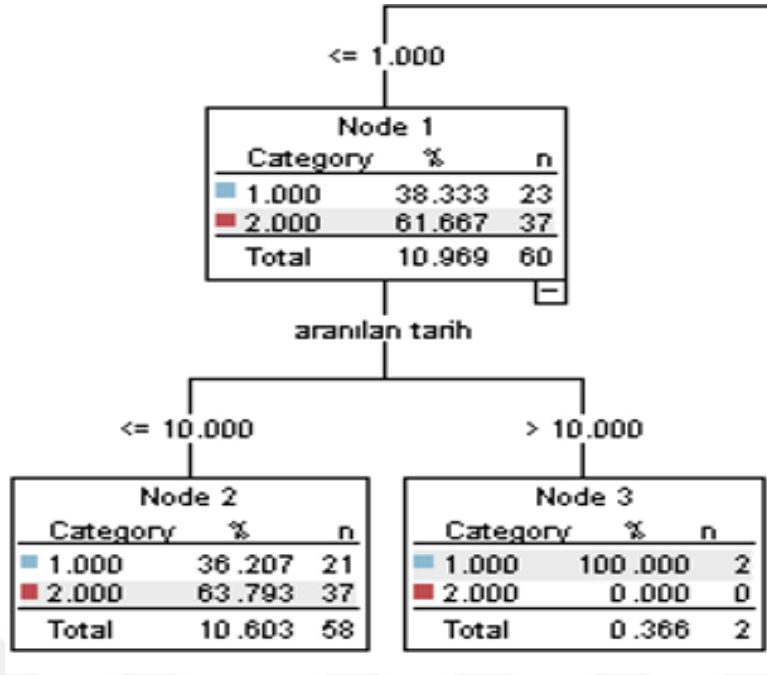 <= 1.000
Node 1
Category % n
1.000 38.333 23
2.000 61.667 37
Total 10.969 60
aranılan tarih
<= 10.000 > 10.000
Node 2
Category % n
1.000 36.207 21
2.000 63.793 37
Total 10.603 58
Node 3
Category % n
1.000 100.000 2
2.000 0.000 0
Total 0.366 2